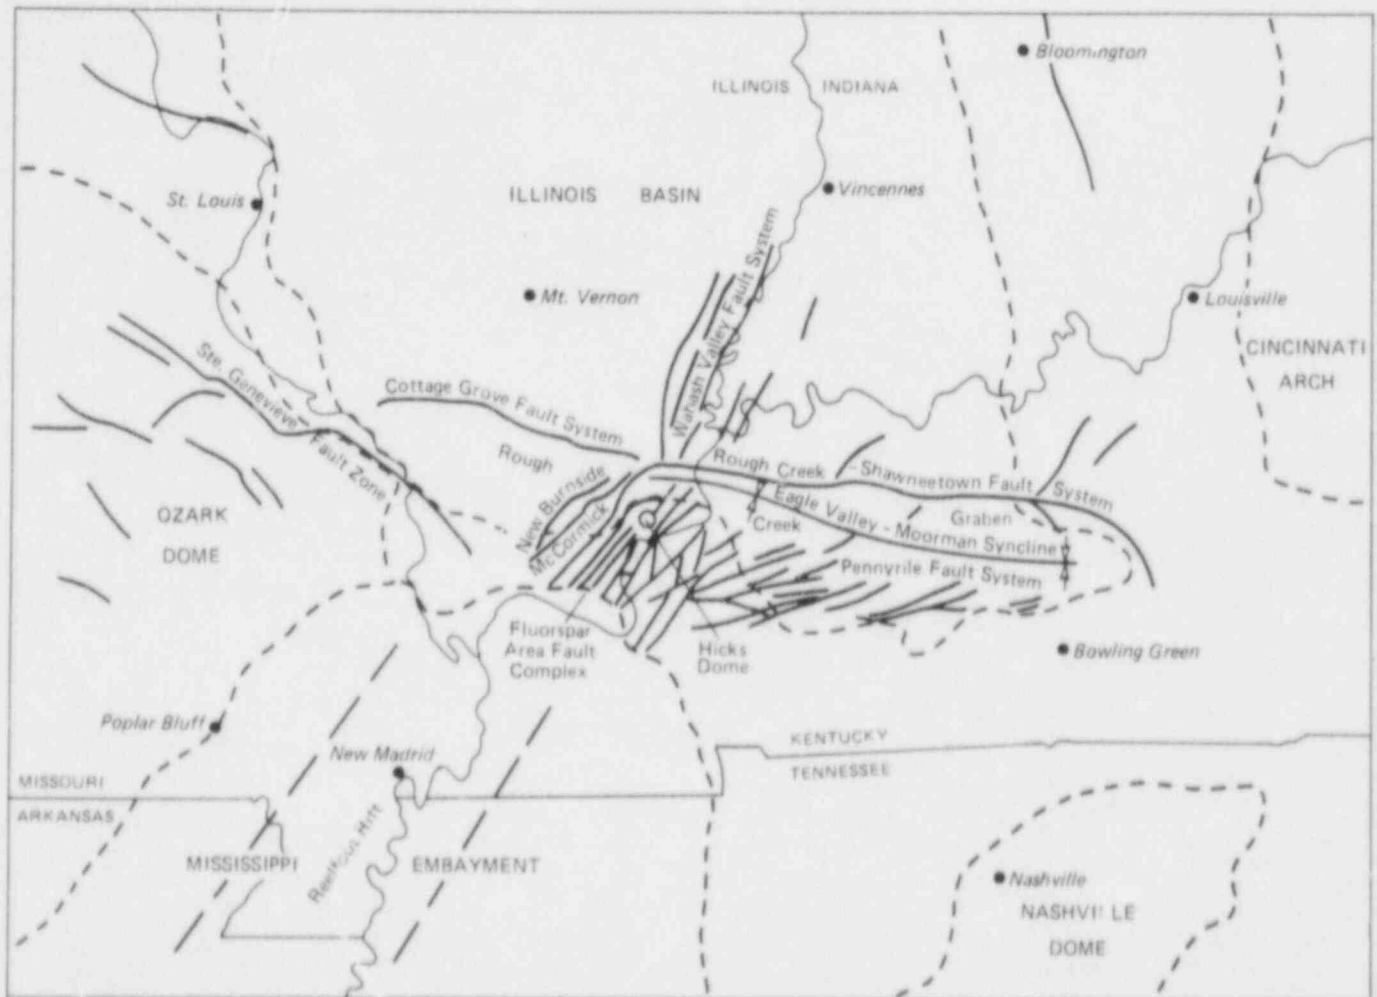 Bloomington
ILLINOIS INDIANA
St. Louis
ILLINOIS BASIN
Vincennes
Mt. Vernon
Louisville
Wabash Valley Fault System
CINCINNATI
ARCH
Ste. Genevieve Fault Zone
Cottage Grove Fault System
Rough
Rough Creek - Shawneetown Fault System
New Burnside
McCormick
Eagle Valley - Moorman Syncline
Creek
Graben
OZARK
DOME
Pennyrile Fault System
Fluorspar
Area Fault
Complex
Hicks
Dome
Bowling Green
Poplar Bluff
New Madrid
KENTUCKY
TENNESSEE
MISSOURI
ARKANSAS
Reelfoot Rift
MISSISSIPPI EMBAYMENT
Nashville
NASHVILLE
DOME